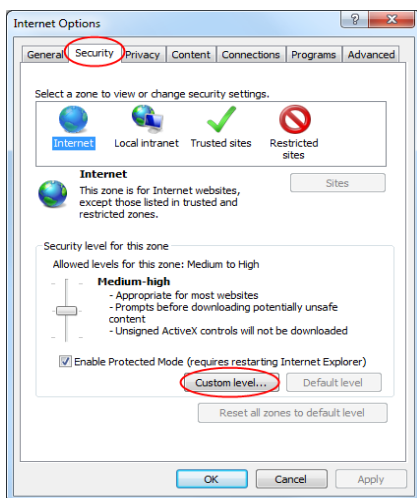 Internet Options
?
General Security Privacy Content Connections Programs Advanced
Select a zone to view or change security settings.
Internet Local intranet Trusted sites Restricted
sites
Internet
This zone is for Internet websites,
except those listed in trusted and
restricted zones.
Sites
Security level for this zone
Allowed levels for this zone: Medium to High
Medium-high
- Appropriate for most websites
- Prompts before downloading potentially unsafe
content
- Unsigned ActiveX controls will not be downloaded
Enable Protected Mode (requires restarting Internet Explorer)
Custom level... Default level
Reset all zones to default level
OK Cancel Apply